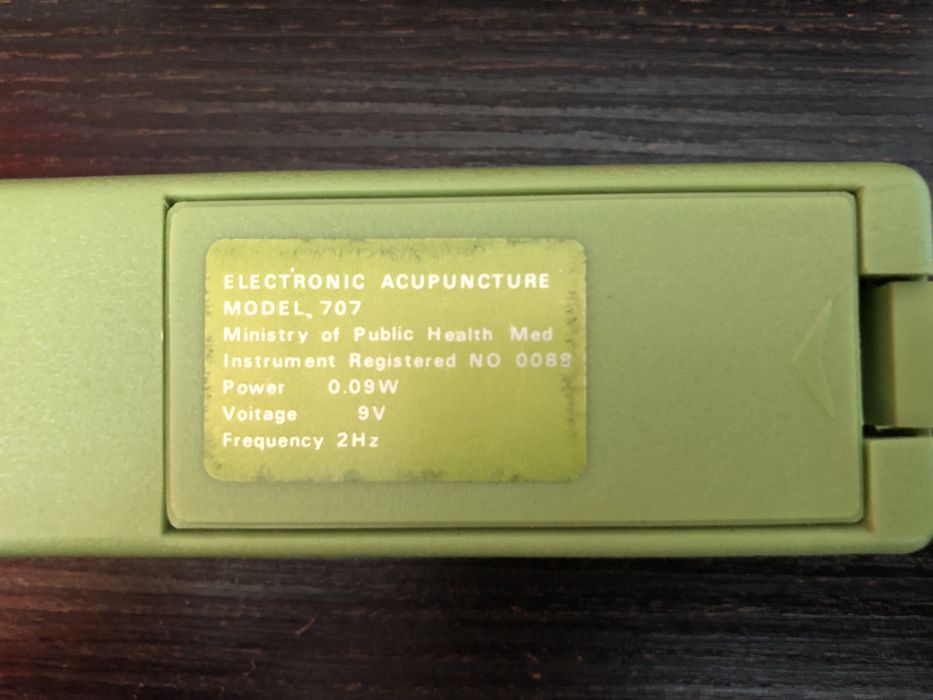 ELECTRONIC ACUPUNCTURE
MODEL 707
Ministry of Public Health Med
Instrument Registered NO 0088
Power 0.09W
Voitage 9V
Frequency 2Hz